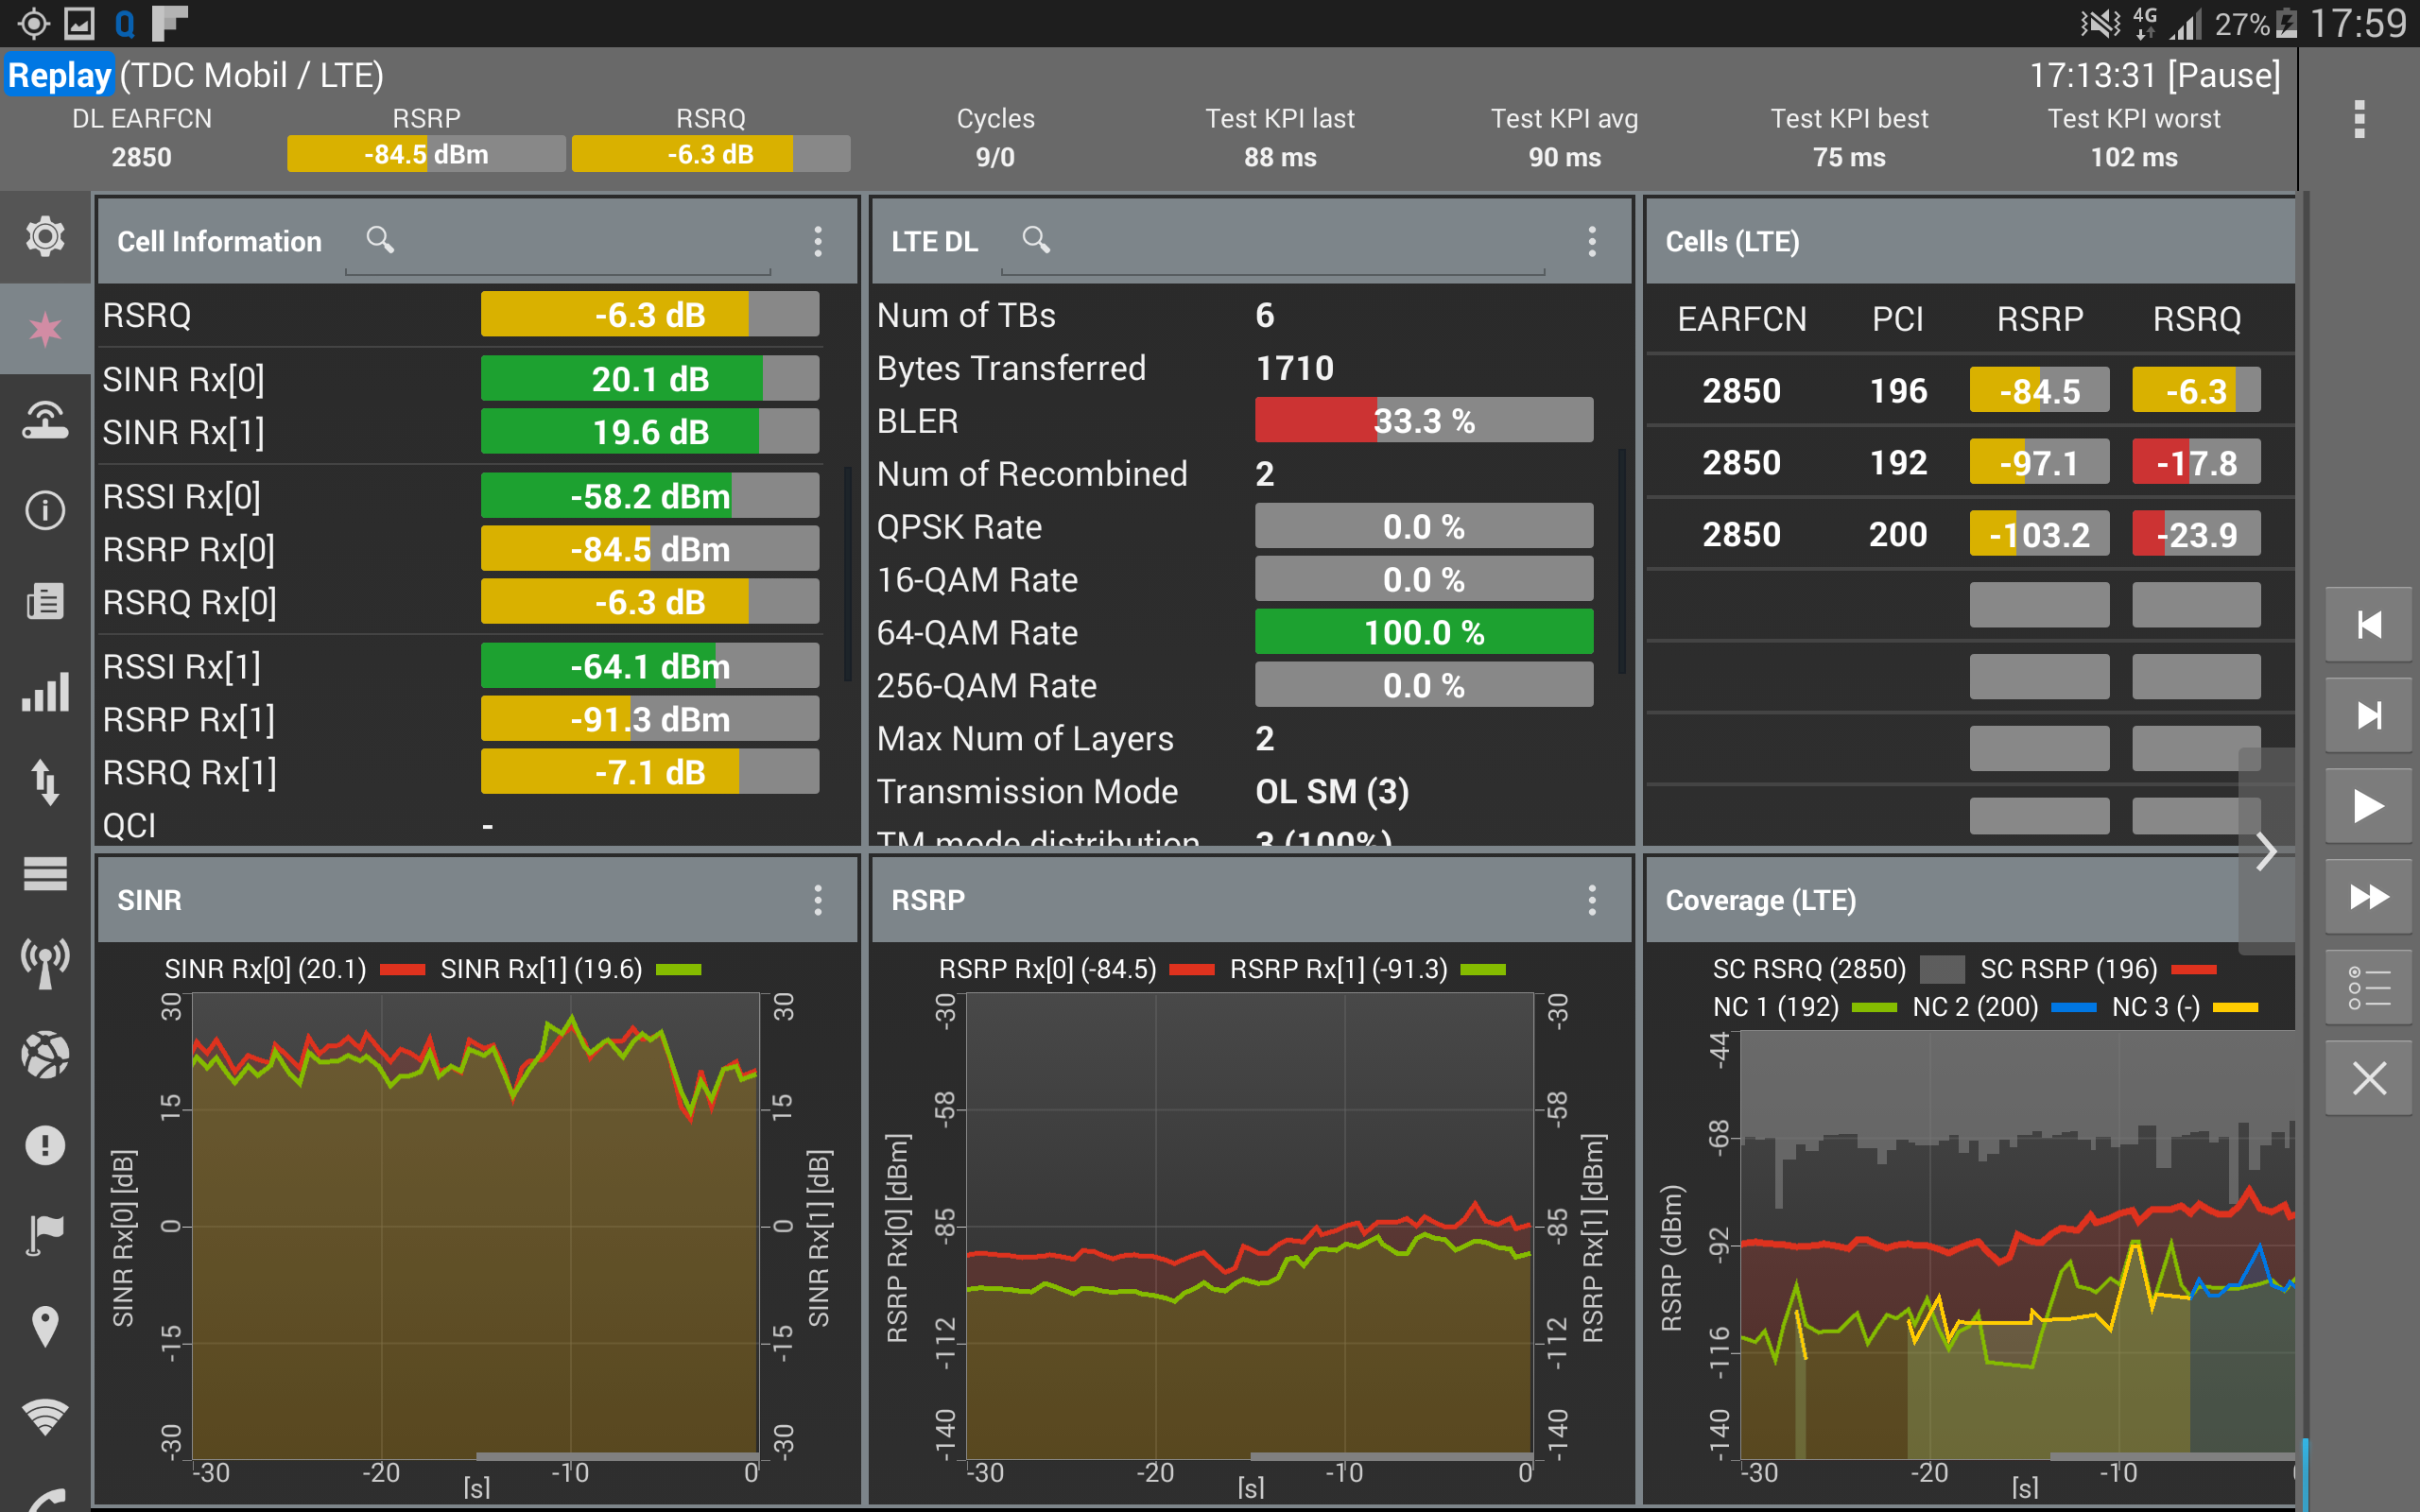 4G 27% 17:59
Replay (TDC Mobil / LTE) 17:13:31 [Pause]
DL EARFCN RSRP RSRQ Cycles Test KPI last Test KPI avg Test KPI best Test KPI worst
2850 -84.5 dBm -6.3 dB 9/0 88 ms 90 ms 75 ms 102 ms
Cell Information
RSRQ -6.3 dB
SINR Rx[0] 20.1 dB
SINR Rx[1] 19.6 dB
RSSI Rx[0] -58.2 dBm
RSRP Rx[0] -84.5 dBm
RSRQ Rx[0] -6.3 dB
RSSI Rx[1] -64.1 dBm
RSRP Rx[1] -91.3 dBm
RSRQ Rx[1] -7.1 dB
QCI -
LTE DL
Num of TBs 6
Bytes Transferred 1710
BLER 33.3 %
Num of Recombined 2
QPSK Rate 0.0 %
16-QAM Rate 0.0 %
64-QAM Rate 100.0 %
256-QAM Rate 0.0 %
Max Num of Layers 2
Transmission Mode OL SM (3)
TM mode distribution 3 (100%)
Cells (LTE)
EARFCN PCI RSRP RSRQ
2850 196 -84.5 -6.3
2850 192 -97.1 -17.8
2850 200 -103.2 -23.9
SINR
SINR Rx[0] (20.1) SINR Rx[1] (19.6)
30 30
15 15
0 0
-15 -15
-30 -30
SINR Rx[0] [dB]
SINR Rx[1] [dB]
-30 -20 -10 0
[s]
RSRP
RSRP Rx[0] (-84.5) RSRP Rx[1] (-91.3)
-30 -30
-58 -58
-85 -85
-112 -112
-140 -140
RSRP Rx[0] [dBm]
RSRP Rx[1] [dBm]
-30 -20 -10 0
[s]
Coverage (LTE)
SC RSRQ (2850) SC RSRP (196)
NC 1 (192) NC 2 (200) NC 3 (-)
-44
-68
-92
-116
-140
RSRP (dBm)
-30 -20 -10
[s]